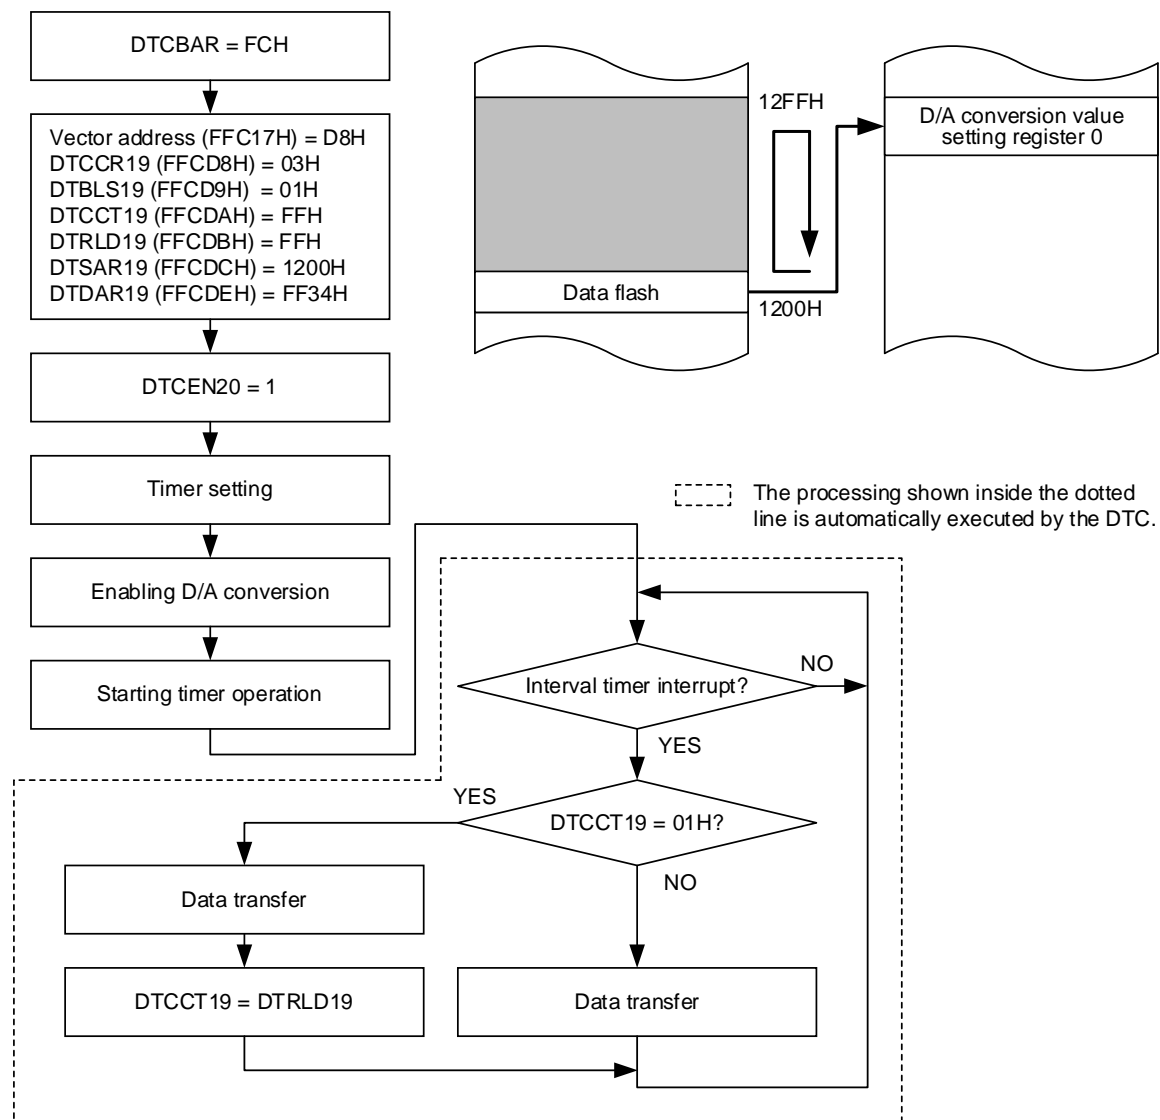 DTCBAR = FCH
Vector address (FFC17H) = D8H
DTCCR19 (FFCD8H) = 03H
DTBLS19 (FFCD9H) = 01H
DTCCT19 (FFCDAH) = FFH
DTRLD19 (FFCDBH) = FFH
DTSAR19 (FFCDCH) = 1200H
DTDAR19 (FFCDEH) = FF34H
DTCEN20 = 1
Timer setting
Enabling D/A conversion
Starting timer operation
12FFH
D/A conversion value
setting register 0
Data flash
1200H
The processing shown inside the dotted
line is automatically executed by the DTC.
Interval timer interrupt?
NO
YES
DTCCT19 = 01H?
YES
NO
Data transfer
DTCCT19 = DTRLD19
Data transfer